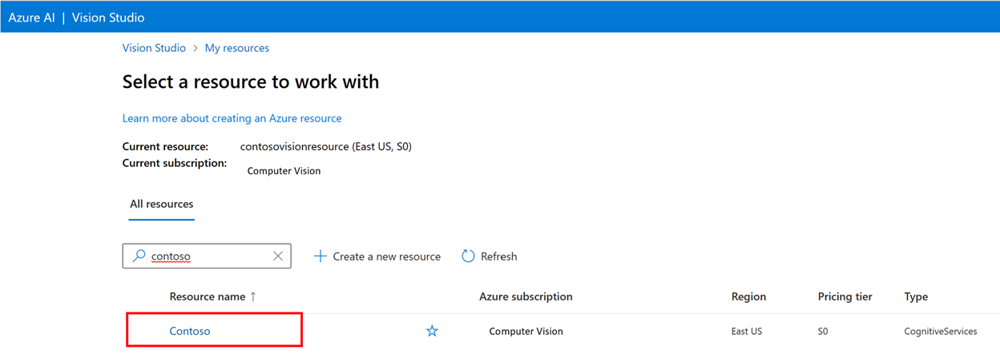 Azure AI | Vision Studio
Vision Studio > My resources
Select a resource to work with
Learn more about creating an Azure resource
Current resource: contosovisionresource (East US, S0)
Current subscription: Computer Vision
All resources
contoso
Create a new resource Refresh
Resource name ↑ Azure subscription Region Pricing tier Type
Contoso Computer Vision East US S0 CognitiveServices